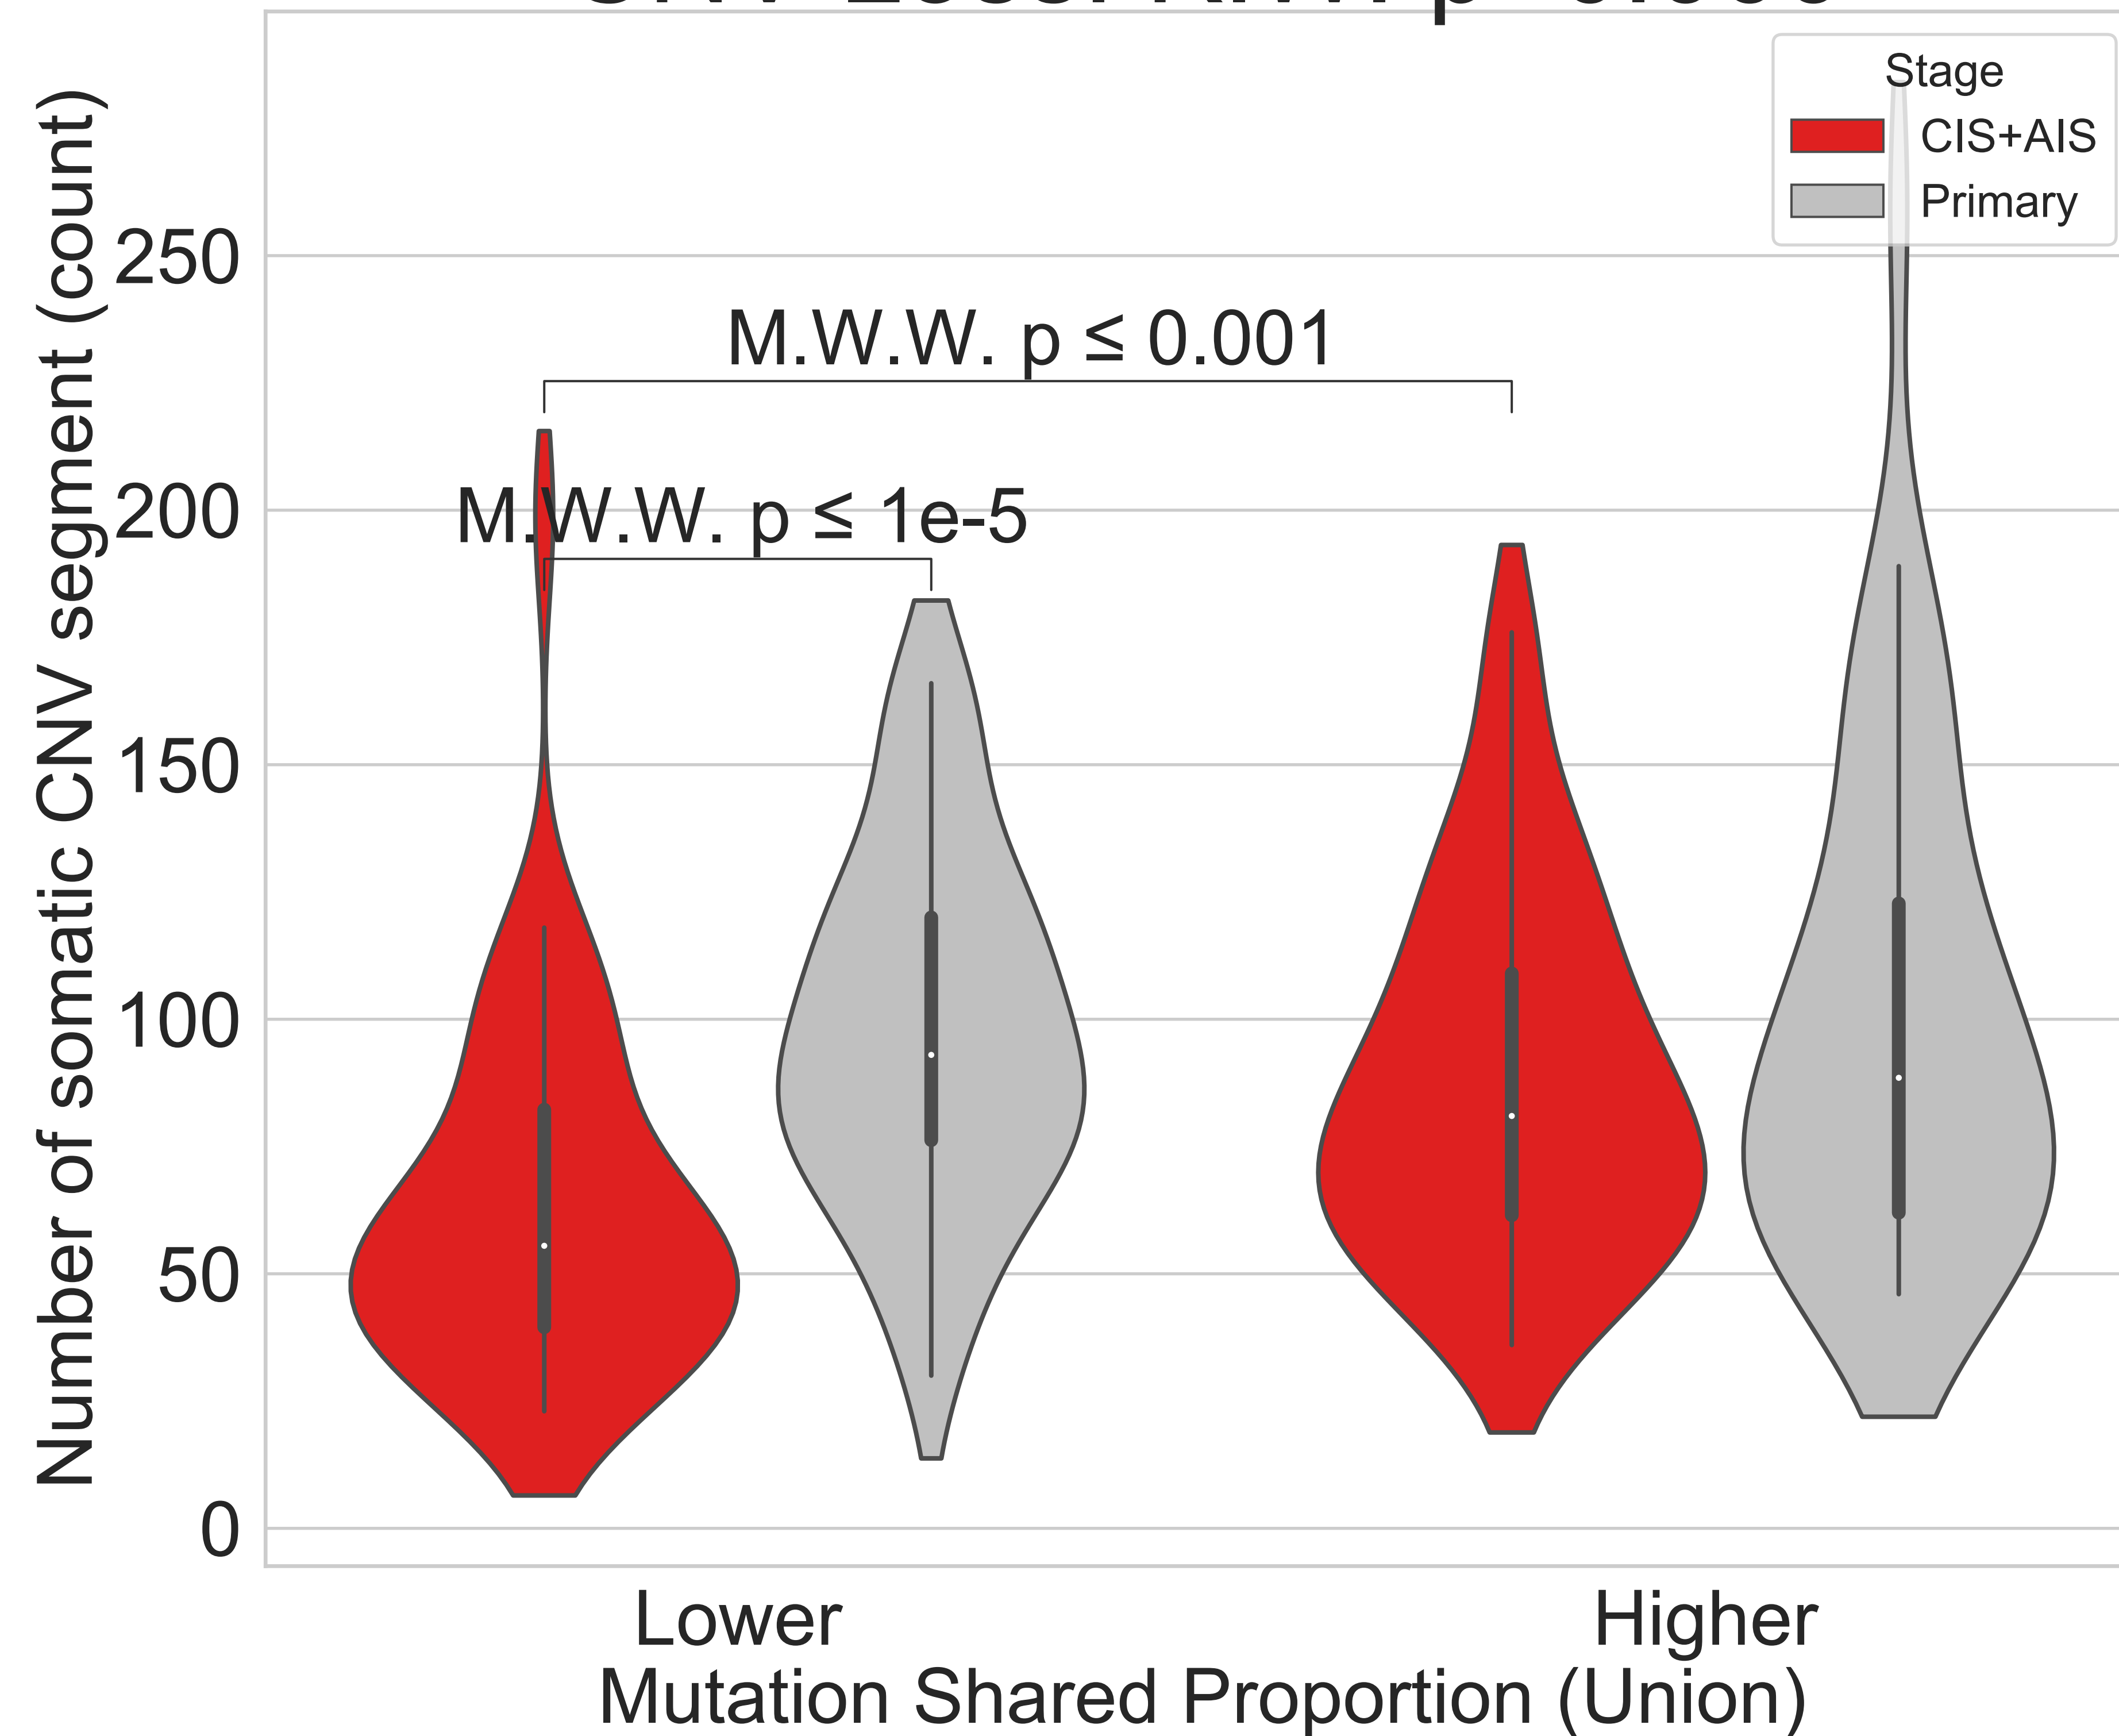 Stage
CIS+AIS
Primary
Number of somatic CNV segment (count)
250
200
150
100
50
0
M.W.W. p ≤ 0.001
M.W.W. p ≤ 1e-5
Lower
Higher
Mutation Shared Proportion (Union)